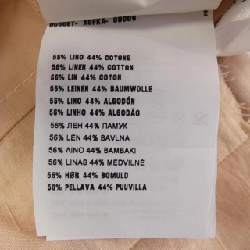 56% LINO 44% COTONE
56% LINEN 44% COTTON
56% LIN 44% COTON
56% LEINEN 44% BAUMWOLLE
56% LINO 44% ALGODÓN
56% LINHO 44% ALGODÃO
56% ЛЕН 44% ПАМУК
56% LEN 44% BAVLNA
56% ΛΙΝΟ 44% ΒΑΜΒΑΚΙ
56% LINAS 44% MEDVILNĖ
56% HØR 44% BOMULD
56% PELLAVA 44% PUUVILLA